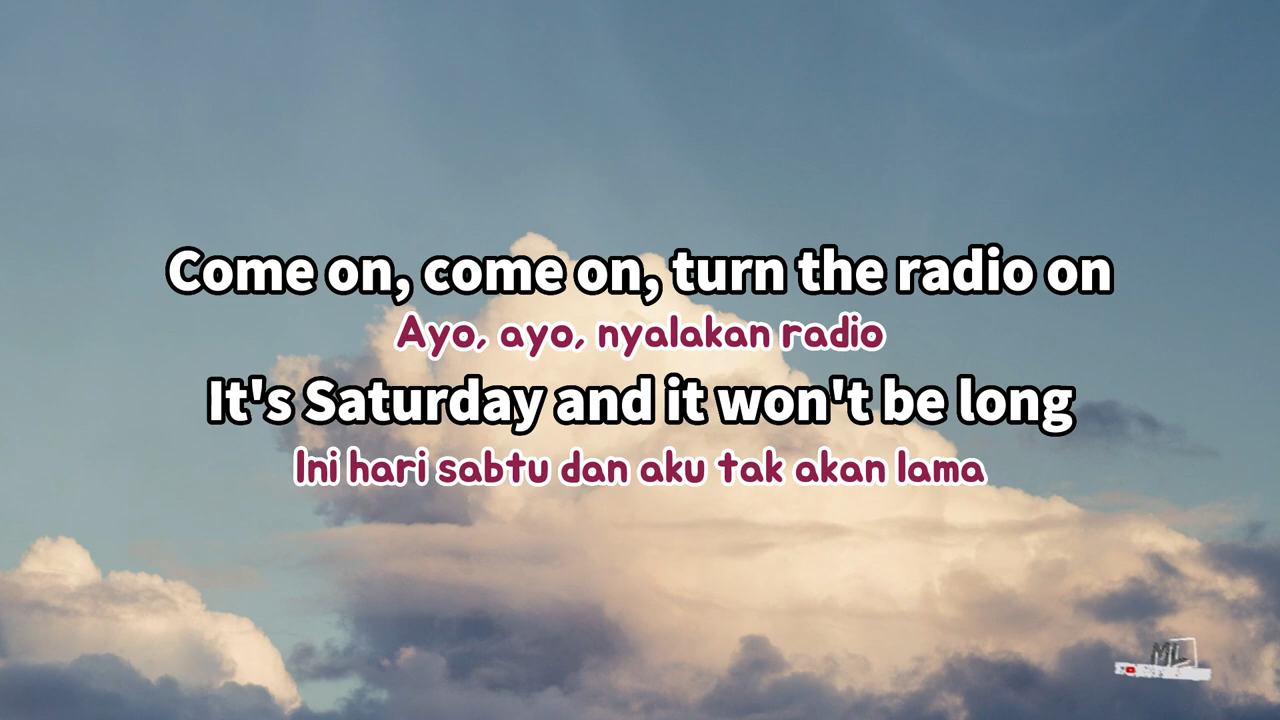 Come on, come on, turn the radio on
Ayo, ayo, nyalakan radio
It's Saturday and it won't be long
Ini hari sabtu dan aku tak akan lama
ML